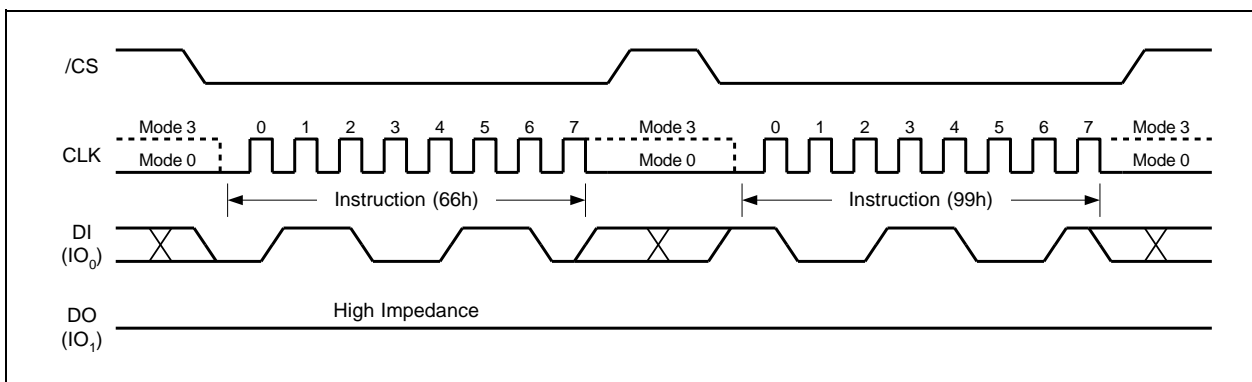 /CS
Mode 3 0 1 2 3 4 5 6 7 Mode 3 0 1 2 3 4 5 6 7 Mode 3
CLK Mode 0 Mode 0 Mode 0
Instruction (66h) Instruction (99h)
DI
(IO₀)
High Impedance
DO
(IO₁)